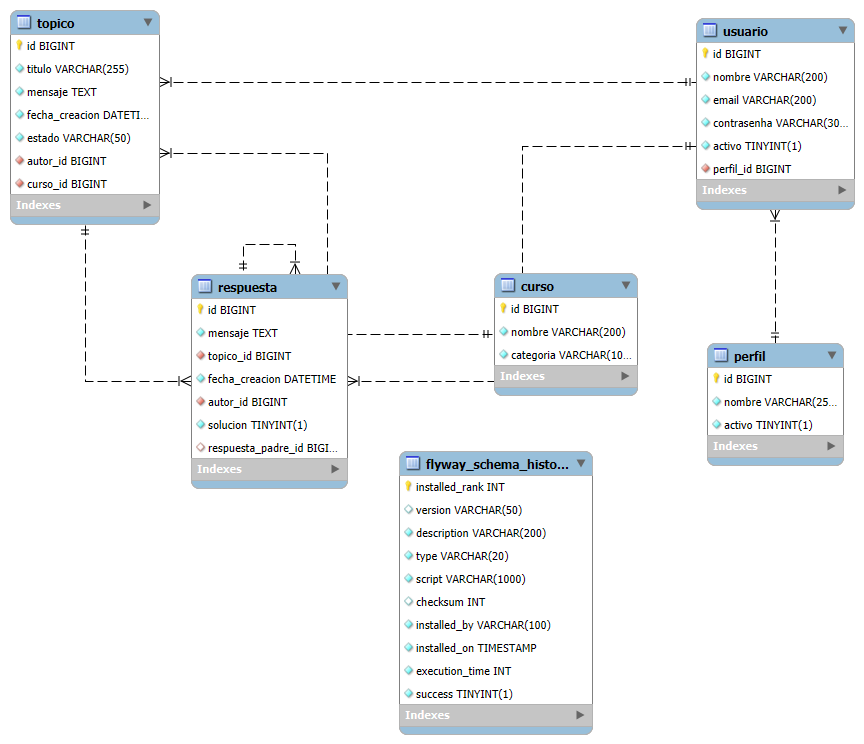 topico
id BIGINT
titulo VARCHAR(255)
mensaje TEXT
fecha_creacion DATETI...
estado VARCHAR(50)
autor_id BIGINT
curso_id BIGINT
Indexes
usuario
id BIGINT
nombre VARCHAR(200)
email VARCHAR(200)
contrasenha VARCHAR(30...
activo TINYINT(1)
perfil_id BIGINT
Indexes
respuesta
id BIGINT
mensaje TEXT
topico_id BIGINT
fecha_creacion DATETIME
autor_id BIGINT
solucion TINYINT(1)
respuesta_padre_id BIGI...
Indexes
curso
id BIGINT
nombre VARCHAR(200)
categoria VARCHAR(10...
Indexes
perfil
id BIGINT
nombre VARCHAR(25...
activo TINYINT(1)
Indexes
flyway_schema_histo...
installed_rank INT
version VARCHAR(50)
description VARCHAR(200)
type VARCHAR(20)
script VARCHAR(1000)
checksum INT
installed_by VARCHAR(100)
installed_on TIMESTAMP
execution_time INT
success TINYINT(1)
Indexes